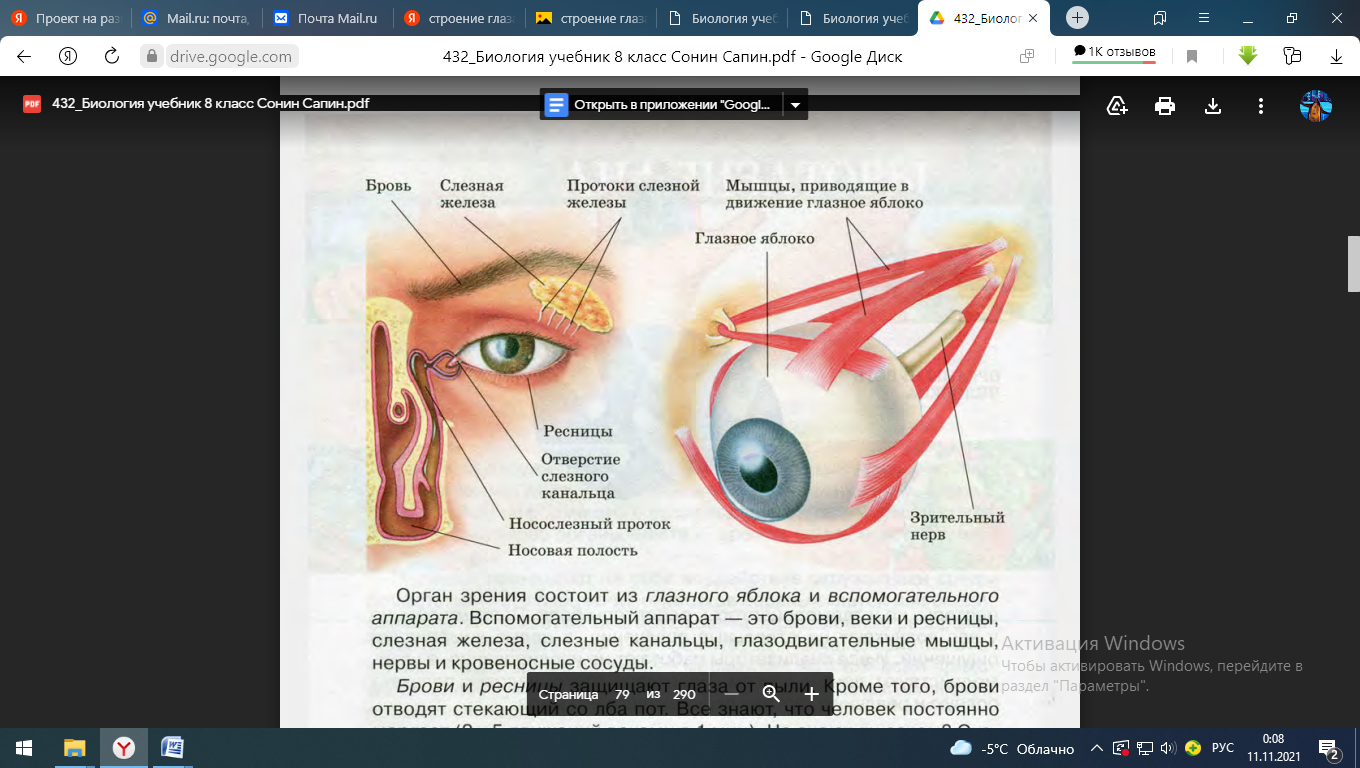 Проект на раз
Mail.ru: почта,
Почта Mail.ru
строение глаза
строение глаза
Биология учеб
Биология учеб
432_Биолог
drive.google.com
432_Биология учебник 8 класс Сонин Сапин.pdf - Google Диск
1K отзывов
PDF 432_Биология учебник 8 класс Сонин Сапин.pdf
Открыть в приложении "Googl...
Бровь
Слезная
железа
Протоки слезной
железы
Мышцы, приводящие в
движение глазное яблоко
Глазное яблоко
Ресницы
Отверстие
слезного
канальца
Носослезный проток
Носовая полость
Зрительный
нерв
Орган зрения состоит из глазного яблока и вспомогательного
аппарата. Вспомогательный аппарат — это брови, веки и ресницы,
слезная железа, слезные канальцы, глазодвигательные мышцы,
нервы и кровеносные сосуды.
Брови и ресницы защищают глаза от пыли. Кроме того, брови
отводят стекающий со лба пот. Все знают, что человек постоянно
Страница 79 из 290
Активация Windows
Чтобы активировать Windows, перейдите в
раздел "Параметры".
-5°C Облачно
РУС
0:08
11.11.2021
2